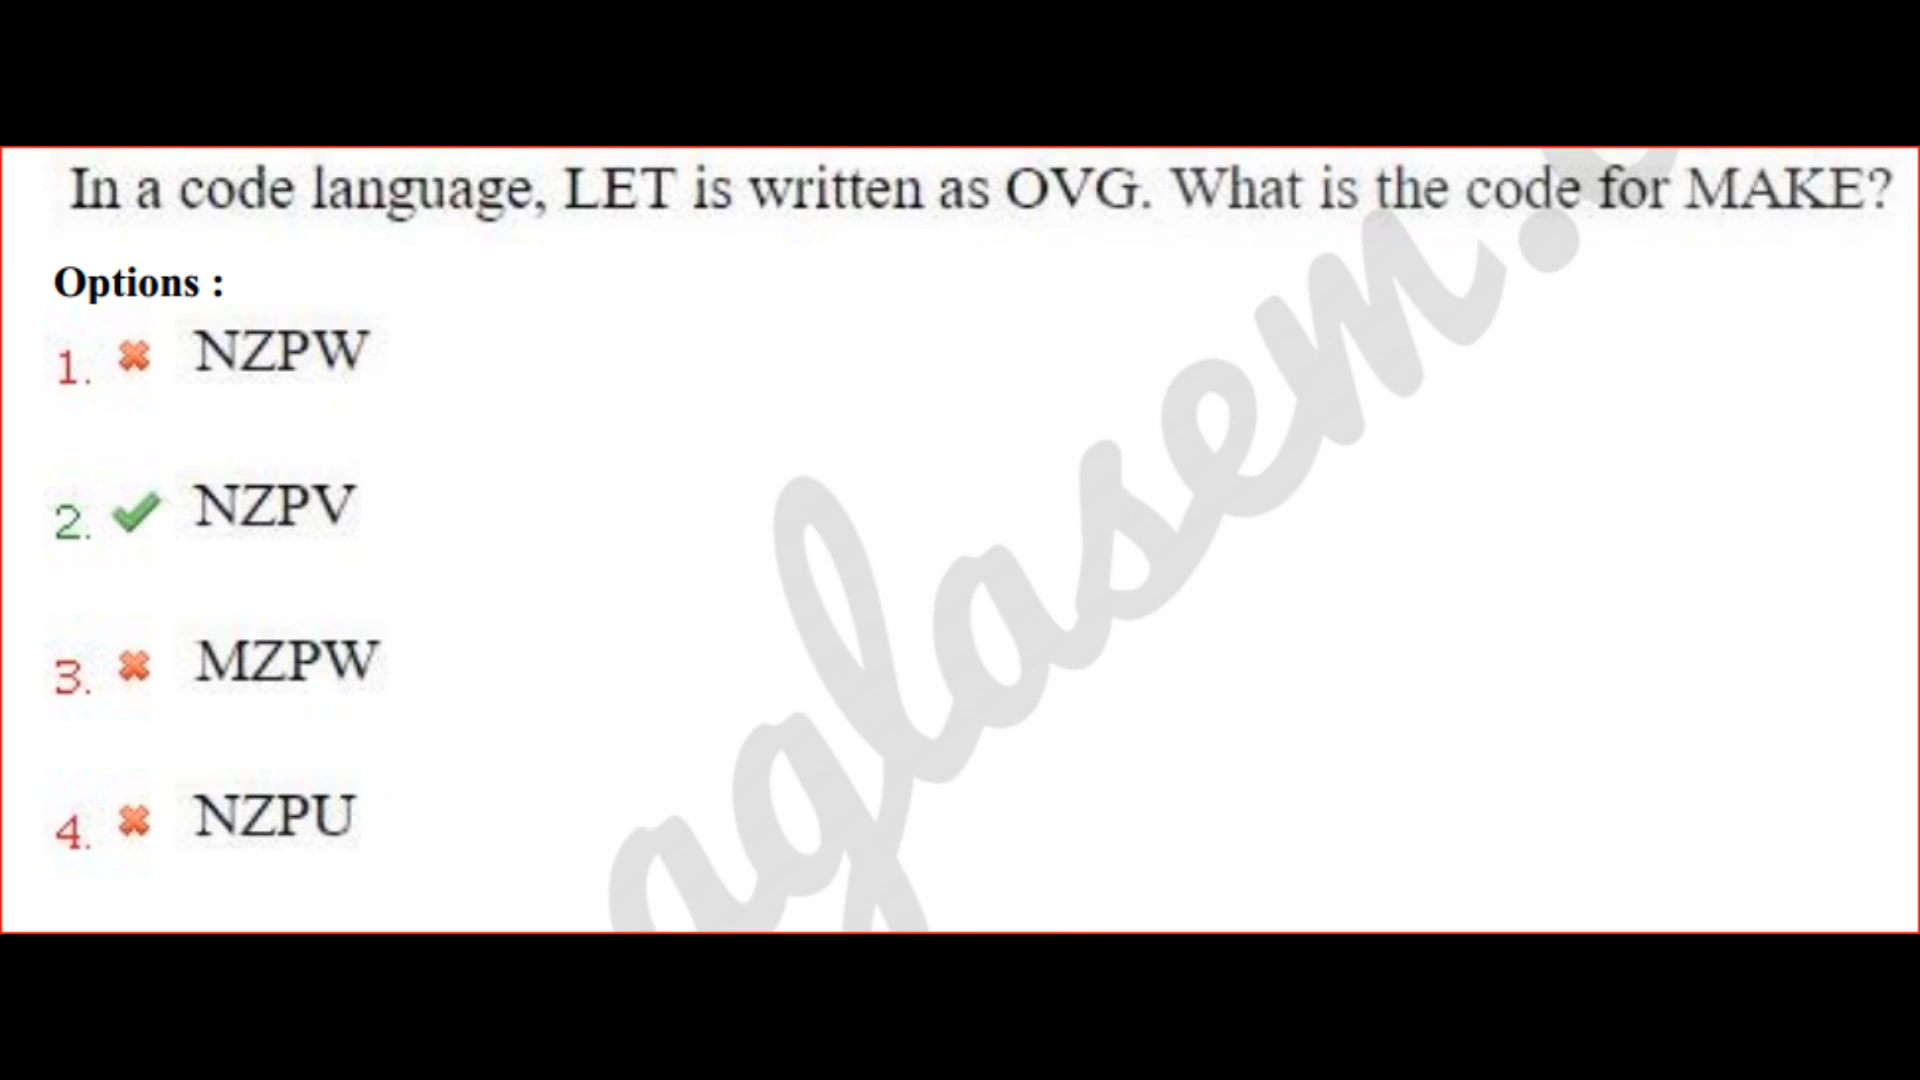 In a code language, LET is written as OVG. What is the code for MAKE?
Options :
1. NZPW
2. NZPV
3. MZPW
4. NZPU
aglasem.